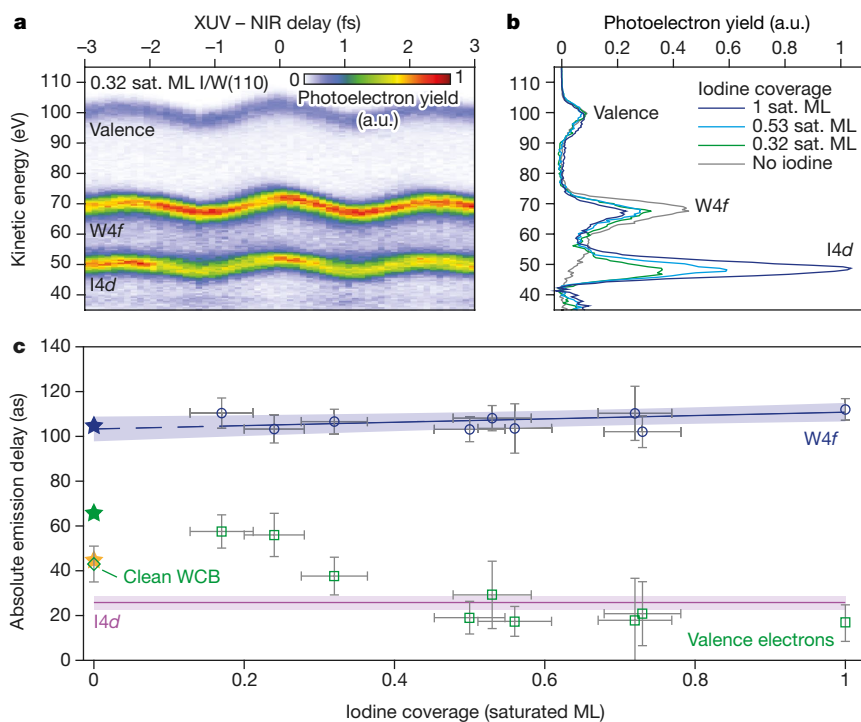 a
XUV – NIR delay (fs)
–3 –2 –1 0 1 2 3
0.32 sat. ML I/W(110)
0 1
Photoelectron yield
(a.u.)
Valence
W4f
I4d
Kinetic energy (eV)
110
100
90
80
70
60
50
40
b
Photoelectron yield (a.u.)
0 0.2 0.4 0.6 0.8 1
Iodine coverage
1 sat. ML
0.53 sat. ML
0.32 sat. ML
No iodine
Valence
W4f
I4d
110
100
90
80
70
60
50
40
c
Absolute emission delay (as)
140
120
100
80
60
40
20
0
W4f
Clean WCB
I4d
Valence electrons
0 0.2 0.4 0.6 0.8 1
Iodine coverage (saturated ML)